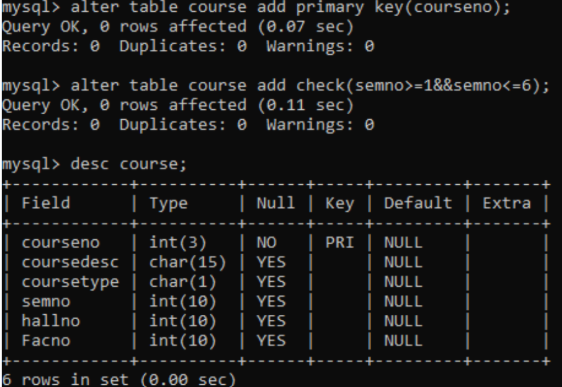 mysql> alter table course add primary key(courseno);
Query OK, 0 rows affected (0.07 sec)
Records: 0  Duplicates: 0  Warnings: 0

mysql> alter table course add check(semno>=1&&semno<=6);
Query OK, 0 rows affected (0.11 sec)
Records: 0  Duplicates: 0  Warnings: 0

mysql> desc course;
+------------+----------+------+-----+---------+-------+
| Field      | Type     | Null | Key | Default | Extra |
+------------+----------+------+-----+---------+-------+
| courseno   | int(3)   | NO   | PRI | NULL    |       |
| coursedesc | char(15) | YES  |     | NULL    |       |
| coursetype | char(1)  | YES  |     | NULL    |       |
| semno      | int(10)  | YES  |     | NULL    |       |
| hallno     | int(10)  | YES  |     | NULL    |       |
| Facno      | int(10)  | YES  |     | NULL    |       |
+------------+----------+------+-----+---------+-------+
6 rows in set (0.00 sec)